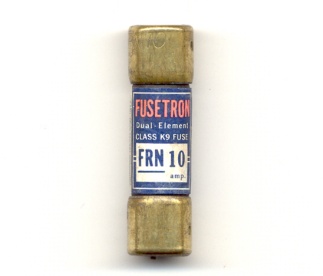 FUSETRON
Dual-Element
CLASS K9 FUSE
FRN 10
amp.